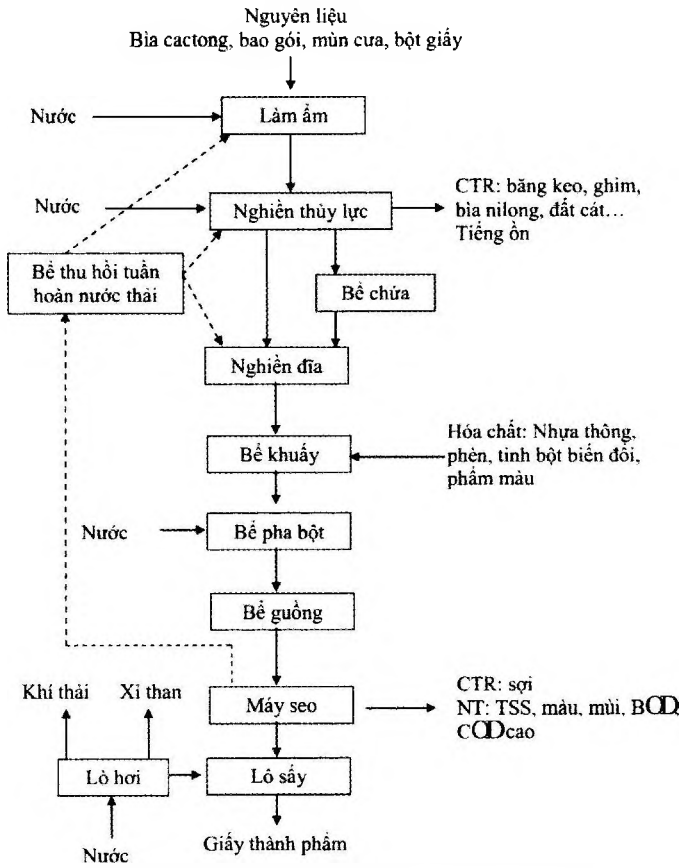 Nguyên liệu
Bìa cactong, bao gói, mùn cưa, bột giấy
Nước
Làm ẩm
Nước
Nghiền thủy lực
CTR: băng keo, ghim,
bìa nilong, đất cát...
Tiếng ồn
Bể thu hồi tuần
hoàn nước thải
Bể chứa
Nghiền đĩa
Bể khuấy
Hóa chất: Nhựa thông,
phèn, tinh bột biến đổi,
phẩm màu
Nước
Bể pha bột
Bể guồng
Khí thải
Xỉ than
Máy seo
CTR: sợi
NT: TSS, màu, mùi, BOD,
COD cao
Lò hơi
Lô sấy
Nước
Giấy thành phẩm